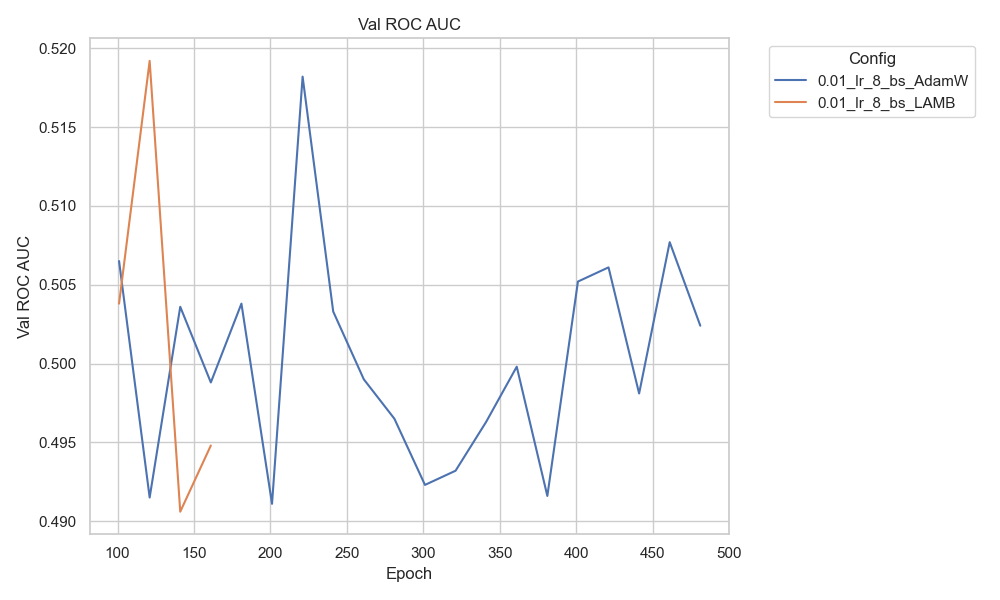 Val ROC AUC
Config
0.01_lr_8_bs_AdamW
0.01_lr_8_bs_LAMB
Val ROC AUC
0.520
0.515
0.510
0.505
0.500
0.495
0.490
100 150 200 250 300 350 400 450 500
Epoch